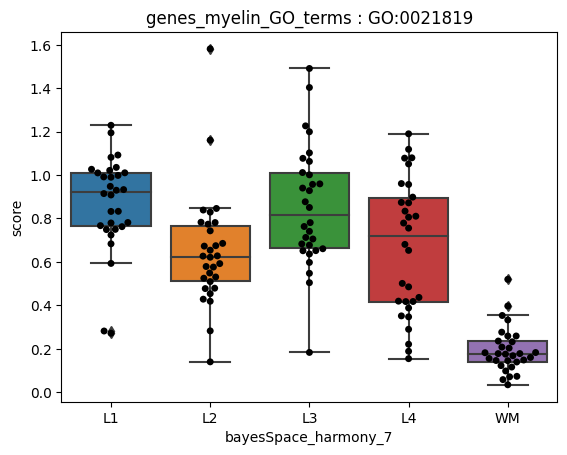 genes_myelin_GO_terms : GO:0021819
1.6
1.4
1.2
1.0
0.8
0.6
0.4
0.2
0.0
score
L1 L2 L3 L4 WM
bayesSpace_harmony_7